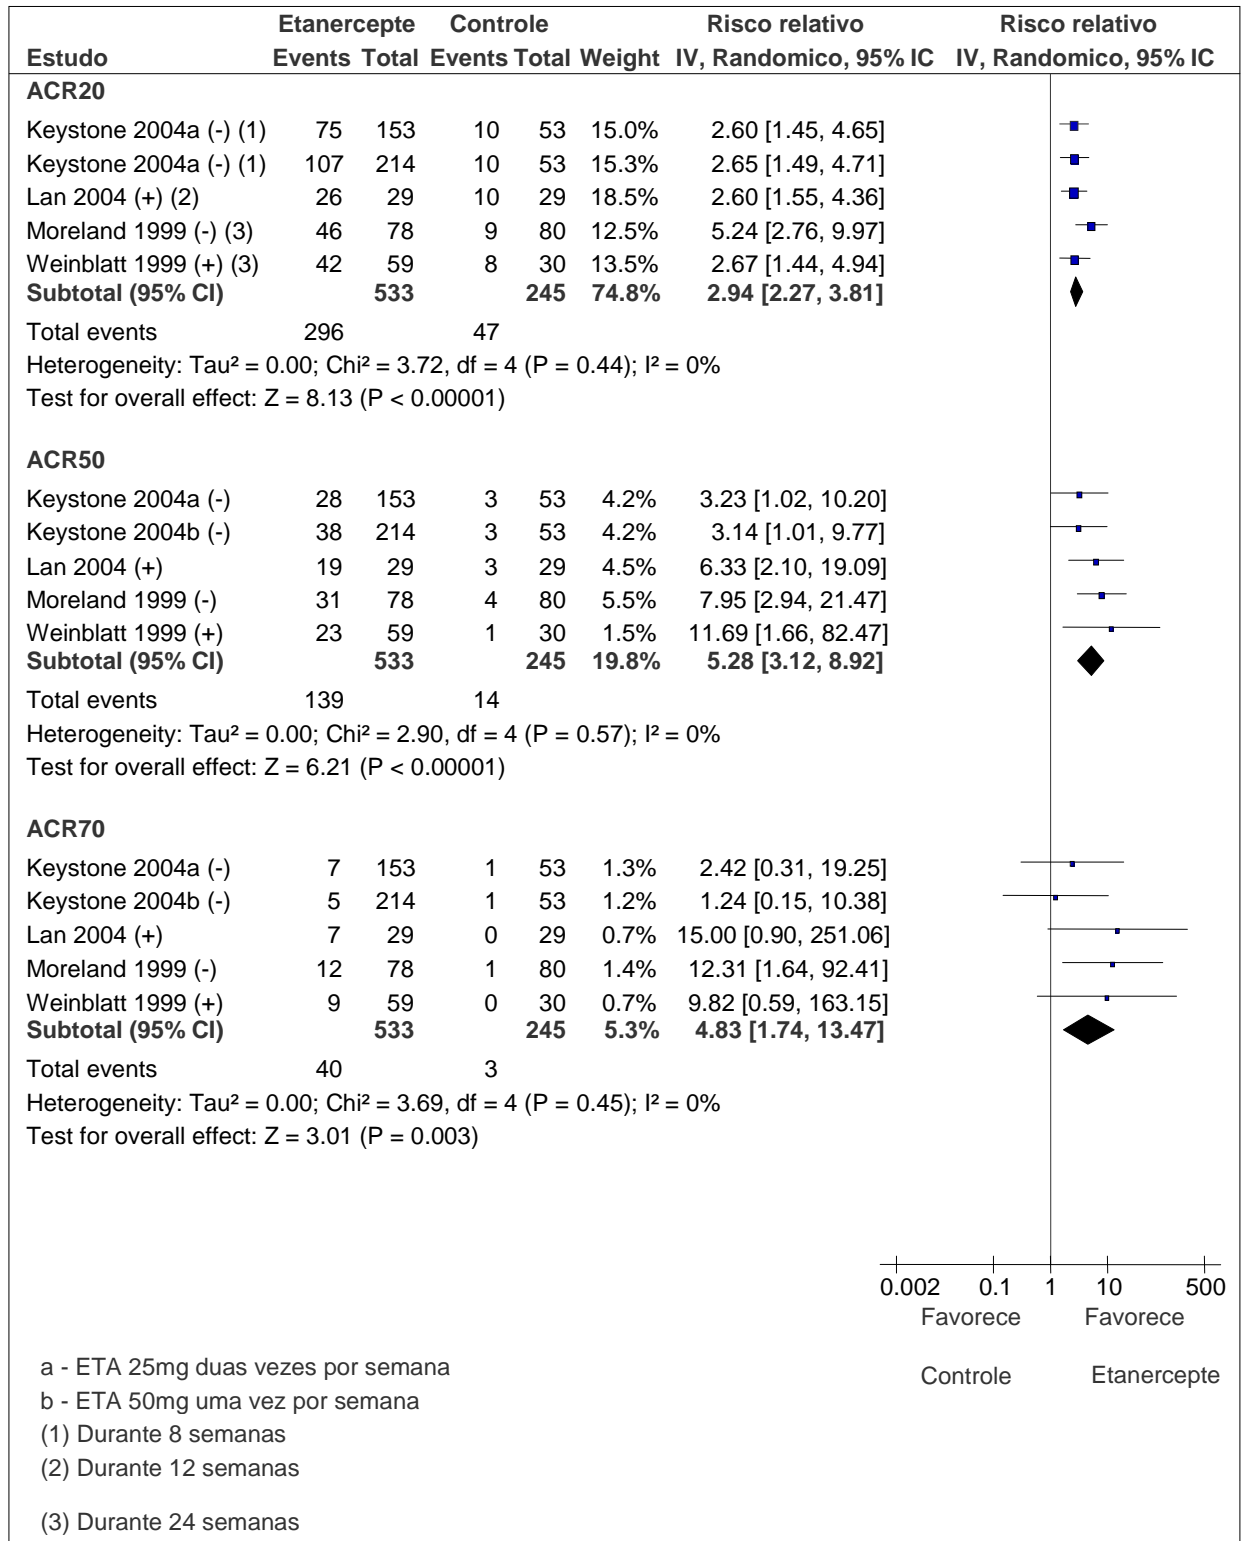 Etanercepte Controle Risco relativo Risco relativo
Estudo Events Total Events Total Weight IV, Randomico, 95% IC IV, Randomico, 95% IC
ACR20
Keystone 2004a (-) (1) 75 153 10 53 15.0% 2.60 [1.45, 4.65]
Keystone 2004a (-) (1) 107 214 10 53 15.3% 2.65 [1.49, 4.71]
Lan 2004 (+) (2) 26 29 10 29 18.5% 2.60 [1.55, 4.36]
Moreland 1999 (-) (3) 46 78 9 80 12.5% 5.24 [2.76, 9.97]
Weinblatt 1999 (+) (3) 42 59 8 30 13.5% 2.67 [1.44, 4.94]
Subtotal (95% CI) 533 245 74.8% 2.94 [2.27, 3.81]
Total events 296 47
Heterogeneity: Tau² = 0.00; Chi² = 3.72, df = 4 (P = 0.44); I² = 0%
Test for overall effect: Z = 8.13 (P < 0.00001)
ACR50
Keystone 2004a (-) 28 153 3 53 4.2% 3.23 [1.02, 10.20]
Keystone 2004b (-) 38 214 3 53 4.2% 3.14 [1.01, 9.77]
Lan 2004 (+) 19 29 3 29 4.5% 6.33 [2.10, 19.09]
Moreland 1999 (-) 31 78 4 80 5.5% 7.95 [2.94, 21.47]
Weinblatt 1999 (+) 23 59 1 30 1.5% 11.69 [1.66, 82.47]
Subtotal (95% CI) 533 245 19.8% 5.28 [3.12, 8.92]
Total events 139 14
Heterogeneity: Tau² = 0.00; Chi² = 2.90, df = 4 (P = 0.57); I² = 0%
Test for overall effect: Z = 6.21 (P < 0.00001)
ACR70
Keystone 2004a (-) 7 153 1 53 1.3% 2.42 [0.31, 19.25]
Keystone 2004b (-) 5 214 1 53 1.2% 1.24 [0.15, 10.38]
Lan 2004 (+) 7 29 0 29 0.7% 15.00 [0.90, 251.06]
Moreland 1999 (-) 12 78 1 80 1.4% 12.31 [1.64, 92.41]
Weinblatt 1999 (+) 9 59 0 30 0.7% 9.82 [0.59, 163.15]
Subtotal (95% CI) 533 245 5.3% 4.83 [1.74, 13.47]
Total events 40 3
Heterogeneity: Tau² = 0.00; Chi² = 3.69, df = 4 (P = 0.45); I² = 0%
Test for overall effect: Z = 3.01 (P = 0.003)
0.002 0.1 1 10 500
Favorece Favorece
Controle Etanercepte
a - ETA 25mg duas vezes por semana
b - ETA 50mg uma vez por semana
(1) Durante 8 semanas
(2) Durante 12 semanas
(3) Durante 24 semanas